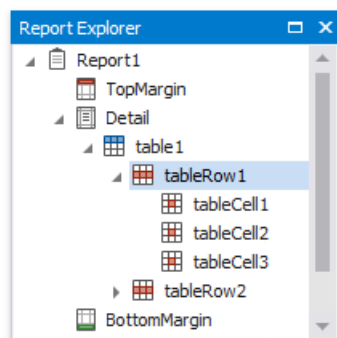 Report Explorer
Report1
TopMargin
Detail
table1
tableRow1
tableCell1
tableCell2
tableCell3
tableRow2
BottomMargin